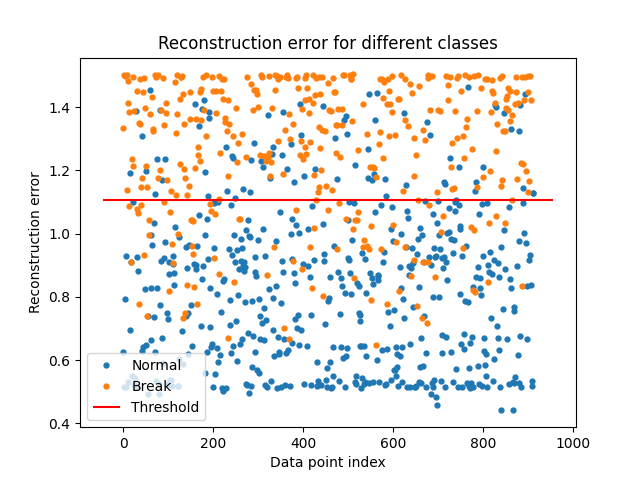 Reconstruction error for different classes
Reconstruction error
1.4
1.2
1.0
0.8
0.6
0.4
Normal
Break
Threshold
0 200 400 600 800 1000
Data point index